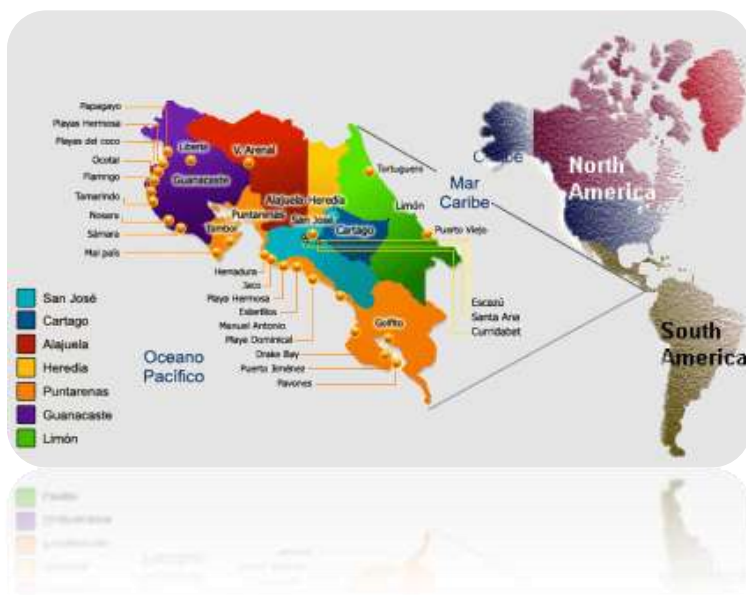 Papagayo
Playas Hermosa
Playas del coco
Ocotal
Flamingo
Tamarindo
Nosara
Sámara
Mal país
Liberia
Guanacaste
V. Arenal
Puntarenas
Tambor
Alajuela
Heredia
San José
Cartago
Limón
Tortuguero
Mar
Caribe
Puerto Viejo
Herradura
Jaco
Playa Hermosa
Esterillos
Manuel Antonio
Playa Dominical
Drake Bay
Puerto Jiménez
Pavones
Golfito
Escazú
Santa Ana
Curridabat
Oceano
Pacífico
San José
Cartago
Alajuela
Heredia
Puntarenas
Guanacaste
Limón
North
America
South
America